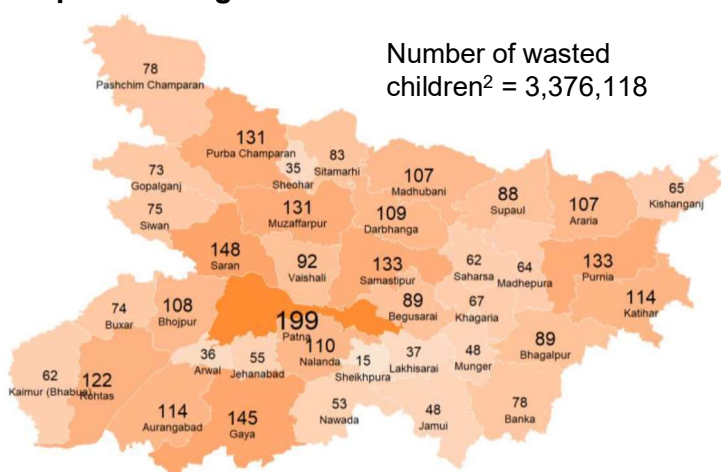 Number of wasted
children² = 3,376,118
78
Pashchim Champaran
131
Purba Champaran
35
Sheohar
83
Sitamarhi
73
Gopalganj
107
Madhubani
65
Kishanganj
88
Supaul
107
Araria
75
Siwan
131
Muzaffarpur
109
Darbhanga
148
Saran
92
Vaishali
133
Samastipur
62
Saharsa
64
Madhepura
133
Purnia
114
Katihar
74
Buxar
108
Bhojpur
199
Patna
89
Begusarai
67
Khagaria
110
Nalanda
36
Arwal
55
Jehanabad
15
Sheikhpura
37
Lakhisarai
48
Munger
89
Bhagalpur
62
Kaimur (Bhabua)
122
Rohtas
114
Aurangabad
145
Gaya
53
Nawada
48
Jamui
78
Banka